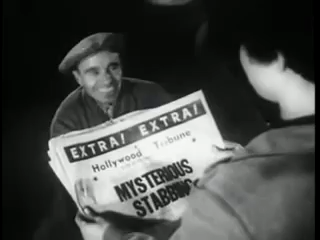 EXTRA! EXTRA!
Hollywood Tribune
MYSTERIOUS
STABBING